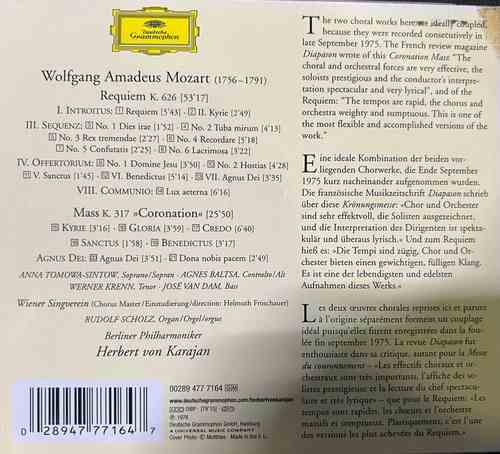 Deutsche
Grammophon
Wolfgang Amadeus Mozart (1756–1791)
Requiem K. 626 [53'17]
I. Introitus: 1 Requiem [5'43] · II. Kyrie [2'49]
III. Sequenz: 3 No. 1 Dies irae [1'52] · 4 No. 2 Tuba mirum [4'13]
5 No. 3 Rex tremendae [2'27] · 6 No. 4 Recordare [5'18]
7 No. 5 Confutatis [2'25] · 8 No. 6 Lacrimosa [3'22]
IV. Offertorium: No. 1 Domine Jesu [3'50] · No. 2 Hostias [4'28]
V. Sanctus [1'45] · VI. Benedictus [5'14] · VII. Agnus Dei [3'35]
VIII. Communio: Lux aeterna [6'16]
Mass K. 317 »Coronation« [25'50]
Kyrie [3'16] · Gloria [3'59] · Credo [6'40]
Sanctus [1'58] · Benedictus [3'17]
Agnus Dei: Agnus Dei [3'51] · Dona nobis pacem [2'49]
ANNA TOMOWA-SINTOW, Soprano/Sopran · AGNES BALTSA, Contralto/Alt
WERNER KRENN, Tenor · JOSÉ VAN DAM, Bass
Wiener Singverein (Chorus Master/Einstudierung/direction: Helmuth Froschauer)
RUDOLF SCHOLZ, Organ/Orgel/orgue
Berliner Philharmoniker
Herbert von Karajan
00289 477 7164
www.deutschegrammophon.com/herbertvonkarajan
℗ 1976
Deutsche Grammophon GmbH, Hamburg
A UNIVERSAL MUSIC COMPANY
Cover Photo: © Matthias Made in the E.U.
0 28947 77164 7
The two choral works here are ideally coupled,
because they were recorded consecutively in
late September 1975. The French review magazine
Diapason wrote of this Coronation Mass "The
choral and orchestral forces are very effective, the
soloists prestigious and the conductor's interpre-
tation spectacular and very lyrical", and of the
Requiem: "The tempos are rapid, the chorus and
orchestra weighty and sumptuous. This is one of
the most flexible and accomplished versions of the
work."
Eine ideale Kombination der beiden vor-
liegenden Chorwerke, die Ende September
1975 kurz nacheinander aufgenommen wurden.
Die französische Musikzeitschrift Diapason schrieb
über diese Krönungsmesse: »Chor und Orchester
sind sehr effektvoll, die Solisten ausgezeichnet,
und die Interpretation des Dirigenten ist spekta-
kulär und überaus lyrisch.« Und zum Requiem
hieß es: »Die Tempi sind zügig, Chor und Or-
chester bieten einen gewichtigen, fülligen Klang.
Es ist eine der lebendigsten und edelsten
Aufnahmen dieses Werks.«
Les deux œuvres chorales reprises ici et parues
à l'origine séparément forment un couplage
idéal puisqu'elles furent enregistrées dans la fou-
lée fin septembre 1975. La revue Diapason fut
enthousiaste dans sa critique, autant pour la Messe
du couronnement – «Les effectifs choraux et or-
chestraux sont très importants, l'affiche des so-
listes prestigieuse et la lecture du chef spectacu-
laire et très lyrique» – que pour le Requiem: «Les
tempos sont rapides, les chœurs et l'orchestre
massifs et somptueux. Plastiquement, c'est l'une
des versions les plus achevées du Requiem.»